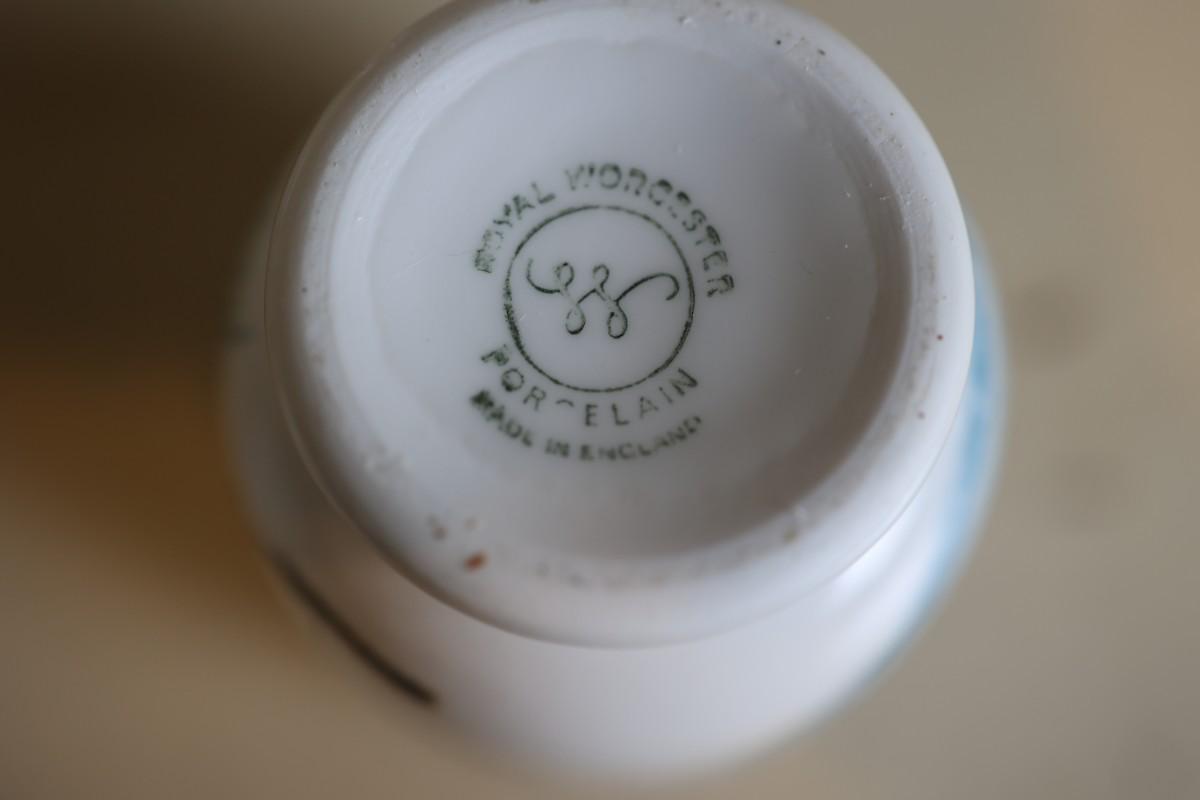 ROYAL WORCESTER
W
PORCELAIN
MADE IN ENGLAND